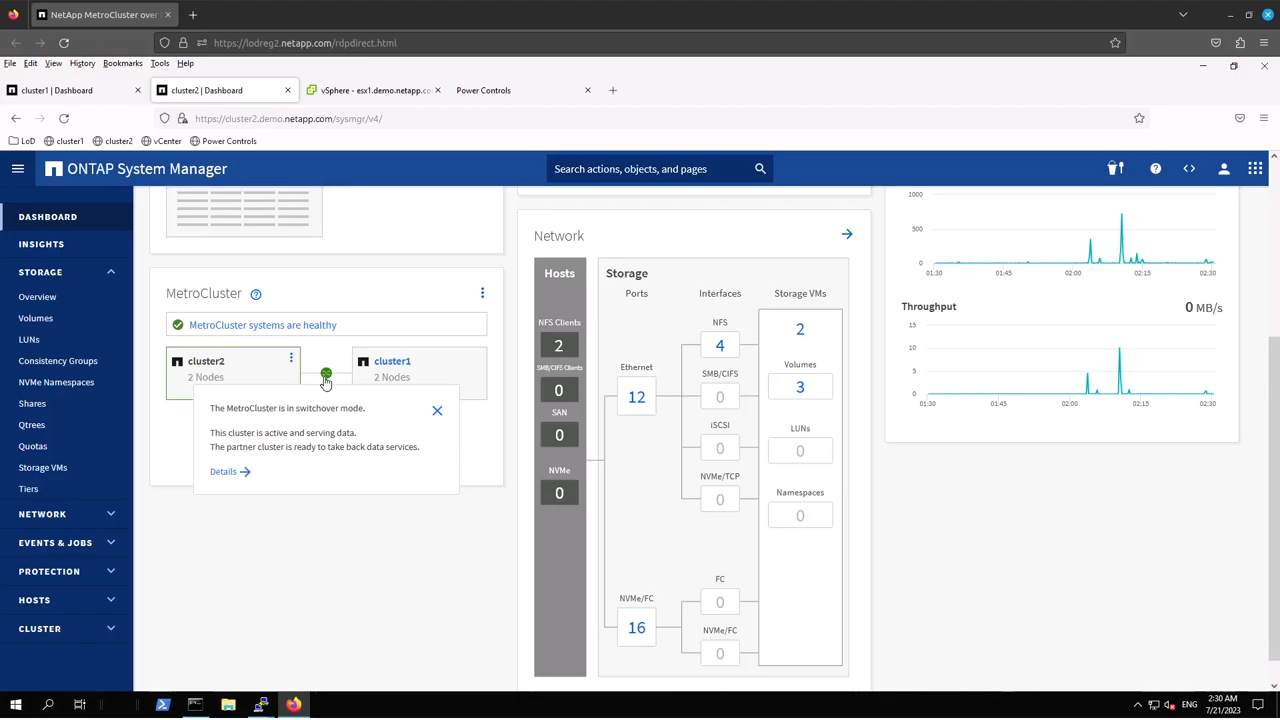 NetApp MetroCluster over
https://lodreg2.netapp.com/rdpdirect.html
File Edit View History Bookmarks Tools Help
cluster1 | Dashboard
cluster2 | Dashboard
vSphere - esx1.demo.netapp.co
Power Controls
https://cluster2.demo.netapp.com/sysmgr/v4/
LoD cluster1 cluster2 vCenter Power Controls
ONTAP System Manager
Search actions, objects, and pages
DASHBOARD
INSIGHTS
STORAGE
Overview
Volumes
LUNs
Consistency Groups
NVMe Namespaces
Shares
Qtrees
Quotas
Storage VMs
Tiers
NETWORK
EVENTS & JOBS
PROTECTION
HOSTS
CLUSTER
MetroCluster
MetroCluster systems are healthy
cluster2
2 Nodes
cluster1
2 Nodes
The MetroCluster is in switchover mode.
This cluster is active and serving data.
The partner cluster is ready to take back data services.
Details
Network
Hosts
NFS Clients
2
SMB/CIFS Clients
0
SAN
0
NVMe
0
Storage
Ports
Interfaces
Storage VMs
Ethernet
12
NVMe/FC
16
NFS
4
SMB/CIFS
0
iSCSI
0
NVMe/TCP
0
FC
0
NVMe/FC
0
2
Volumes
3
LUNs
0
Namespaces
0
1000
500
0
01:30 01:45 02:00 02:15 02:30
Throughput
0 MB/s
15
10
5
0
01:30 01:45 02:00 02:15 02:30
ENG
2:30 AM
7/21/2023